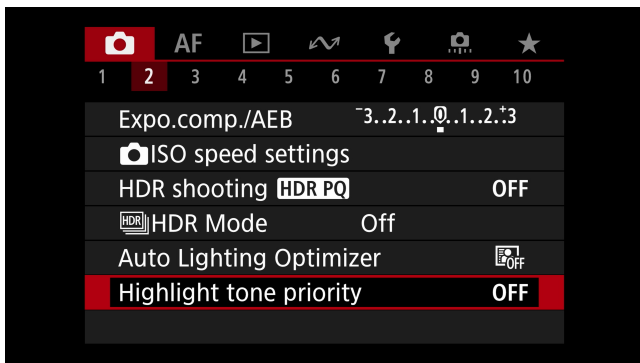 AF
1 2 3 4 5 6 7 8 9 10
Expo.comp./AEB -3..2..1..0..1..2.+3
ISO speed settings
HDR shooting HDR PQ OFF
HDR HDR Mode Off
Auto Lighting Optimizer OFF
Highlight tone priority OFF